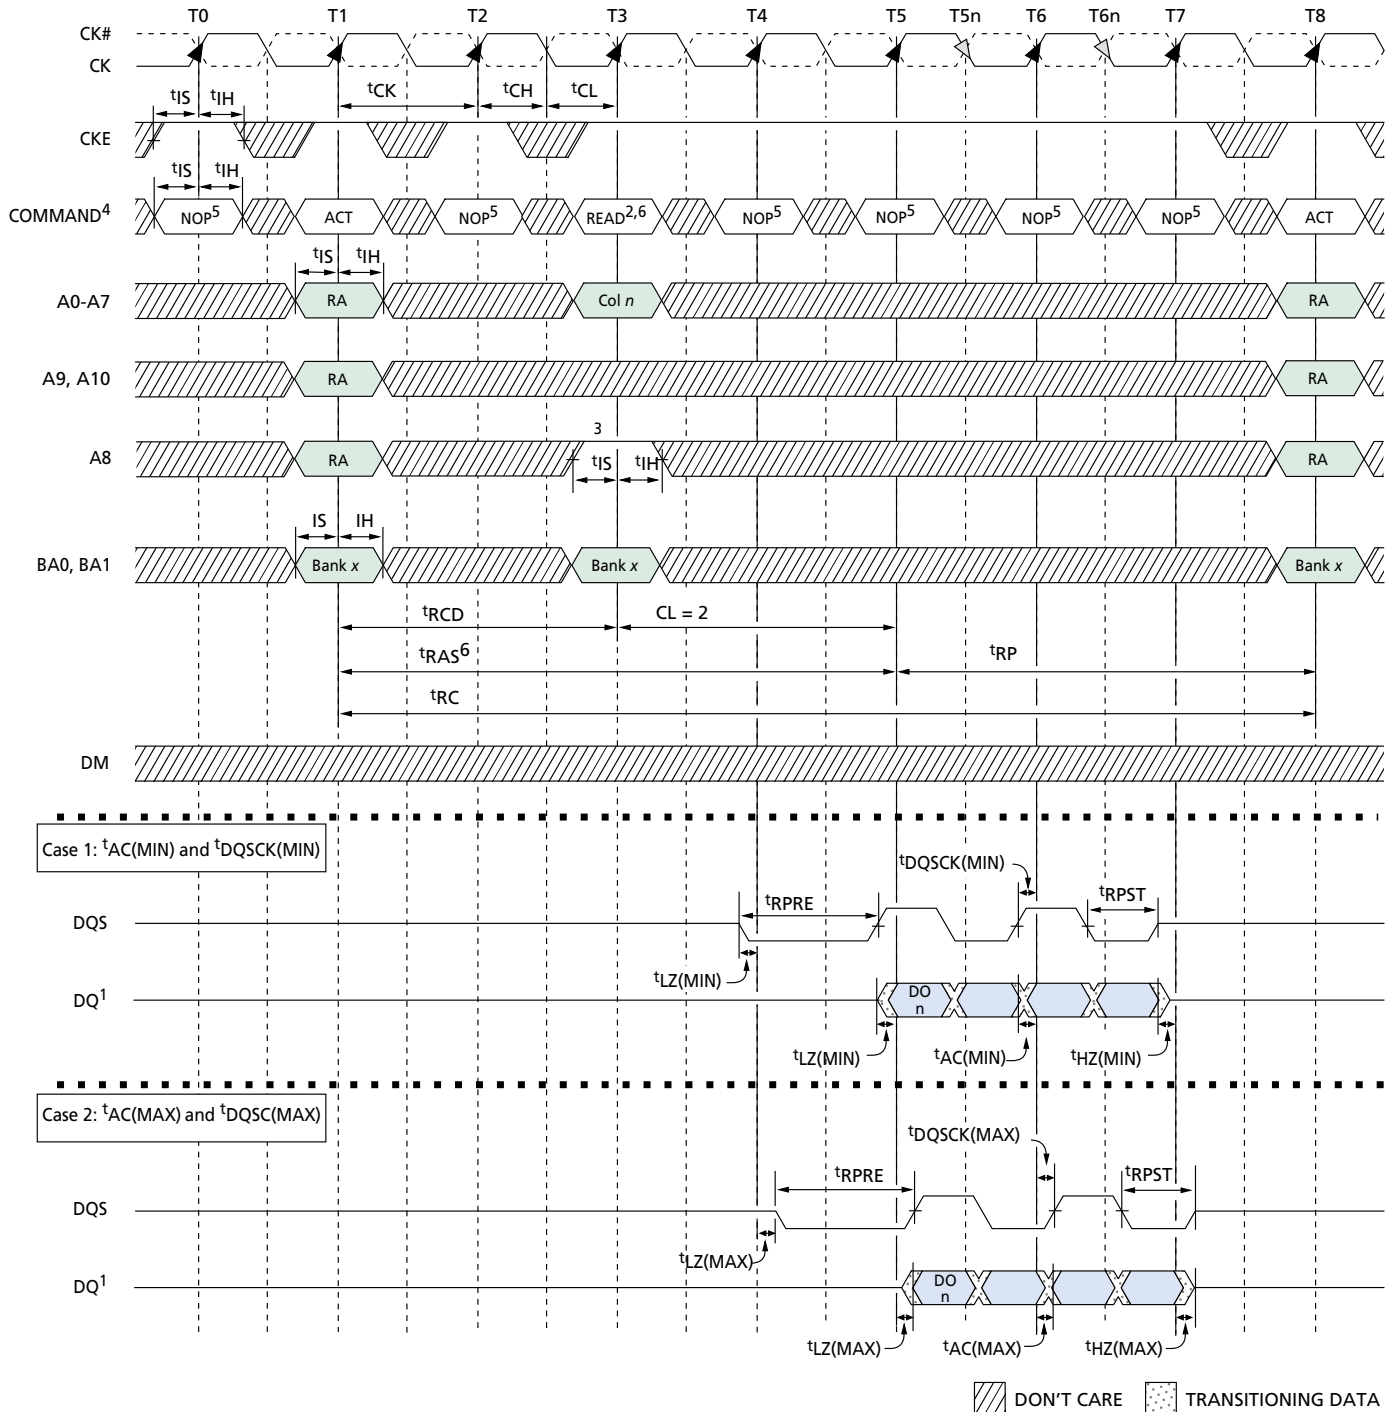 T0 T1 T2 T3 T4 T5 T5n T6 T6n T7 T8
CK#
CK
tCK tCH tCL
tIS tIH
CKE
tIS tIH
COMMAND4 NOP5 ACT NOP5 READ2,6 NOP5 NOP5 NOP5 NOP5 ACT
tIS tIH
A0-A7 RA Col n RA
A9, A10 RA RA
3
A8 RA tIS tIH RA
IS IH
BA0, BA1 Bank x Bank x Bank x
tRCD CL = 2
tRAS6 tRP
tRC
DM
Case 1: tAC(MIN) and tDQSCK(MIN)
tDQSCK(MIN)
tRPRE tRPST
DQS
tLZ(MIN)
DQ1 DO
n
tLZ(MIN) tAC(MIN) tHZ(MIN)
Case 2: tAC(MAX) and tDQSC(MAX)
tDQSCK(MAX)
tRPRE tRPST
DQS
tLZ(MAX)
DQ1 DO
n
tLZ(MAX) tAC(MAX) tHZ(MAX)
DON'T CARE TRANSITIONING DATA